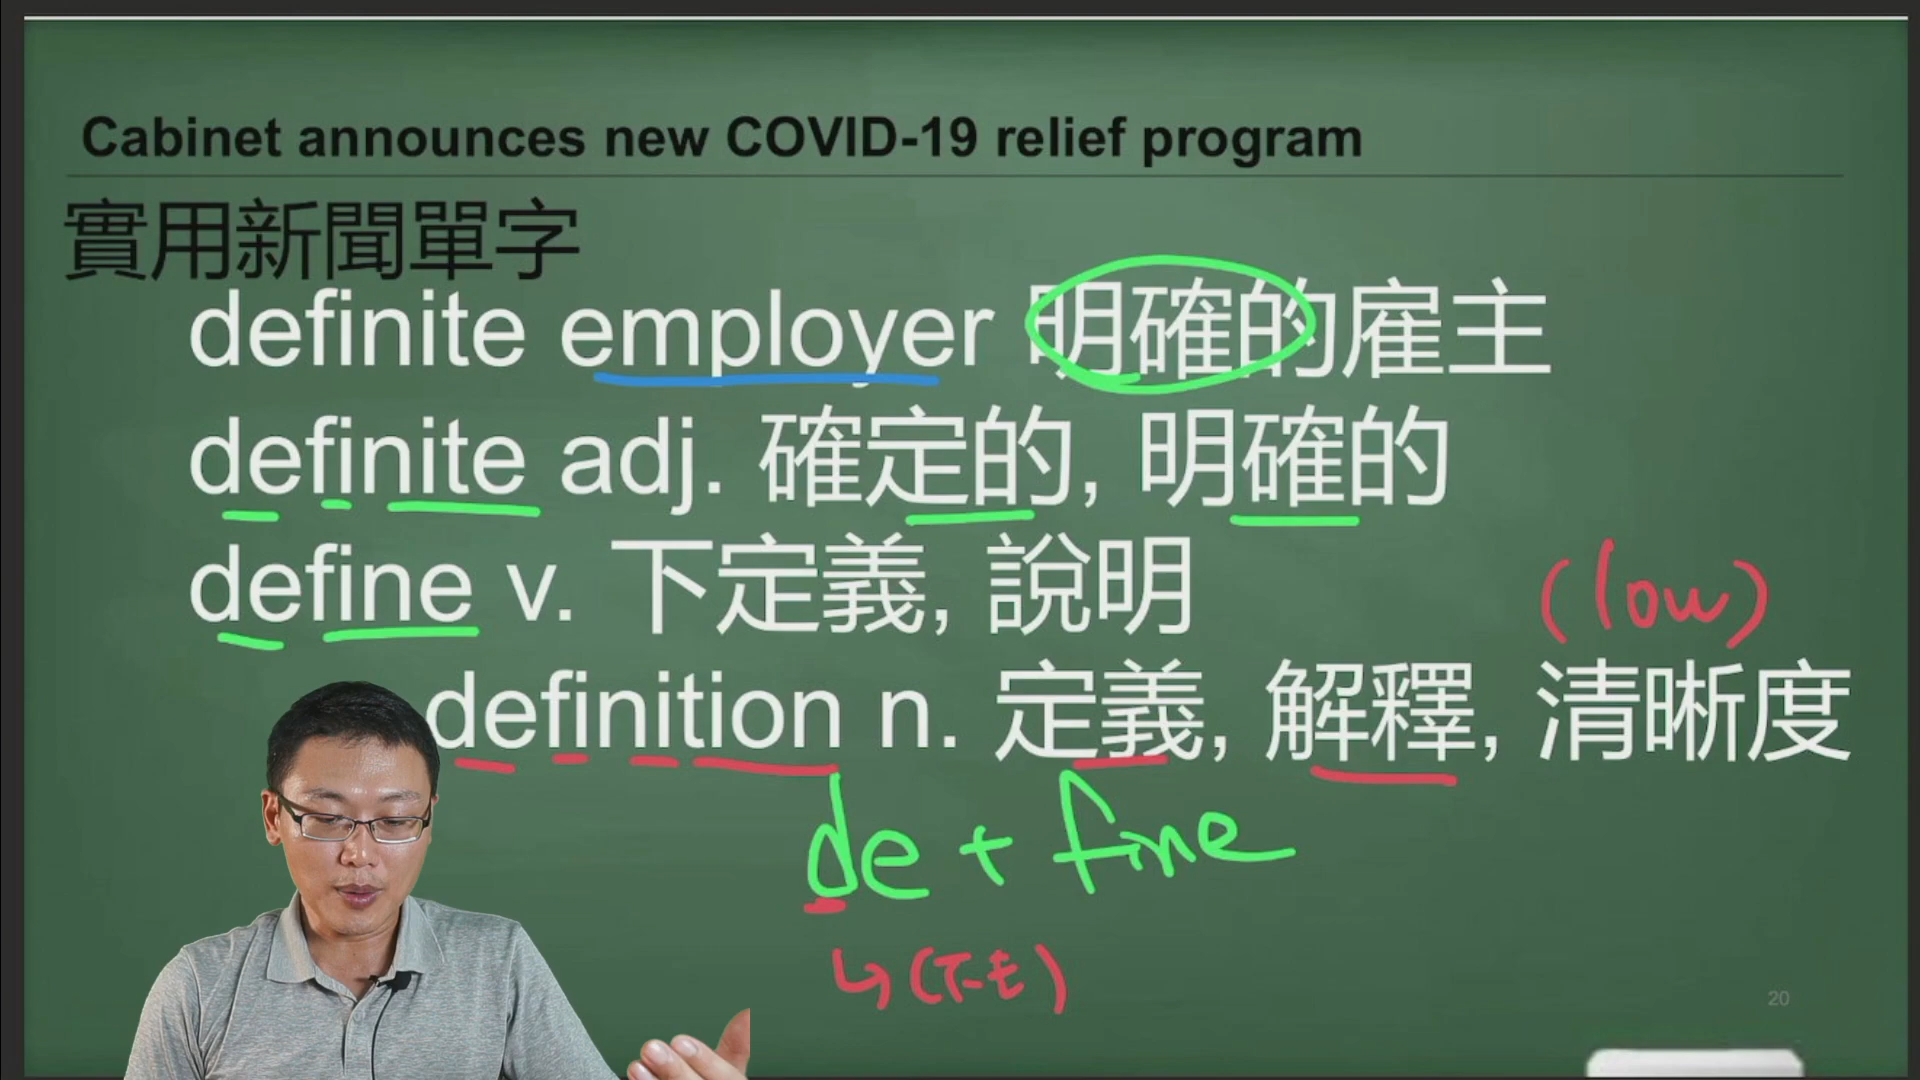 Cabinet announces new COVID-19 relief program
實用新聞單字
definite employer 明確的雇主
definite adj. 確定的, 明確的
define v. 下定義, 說明
(low)
definition n. 定義, 解釋, 清晰度
de + fine
(下去)
20